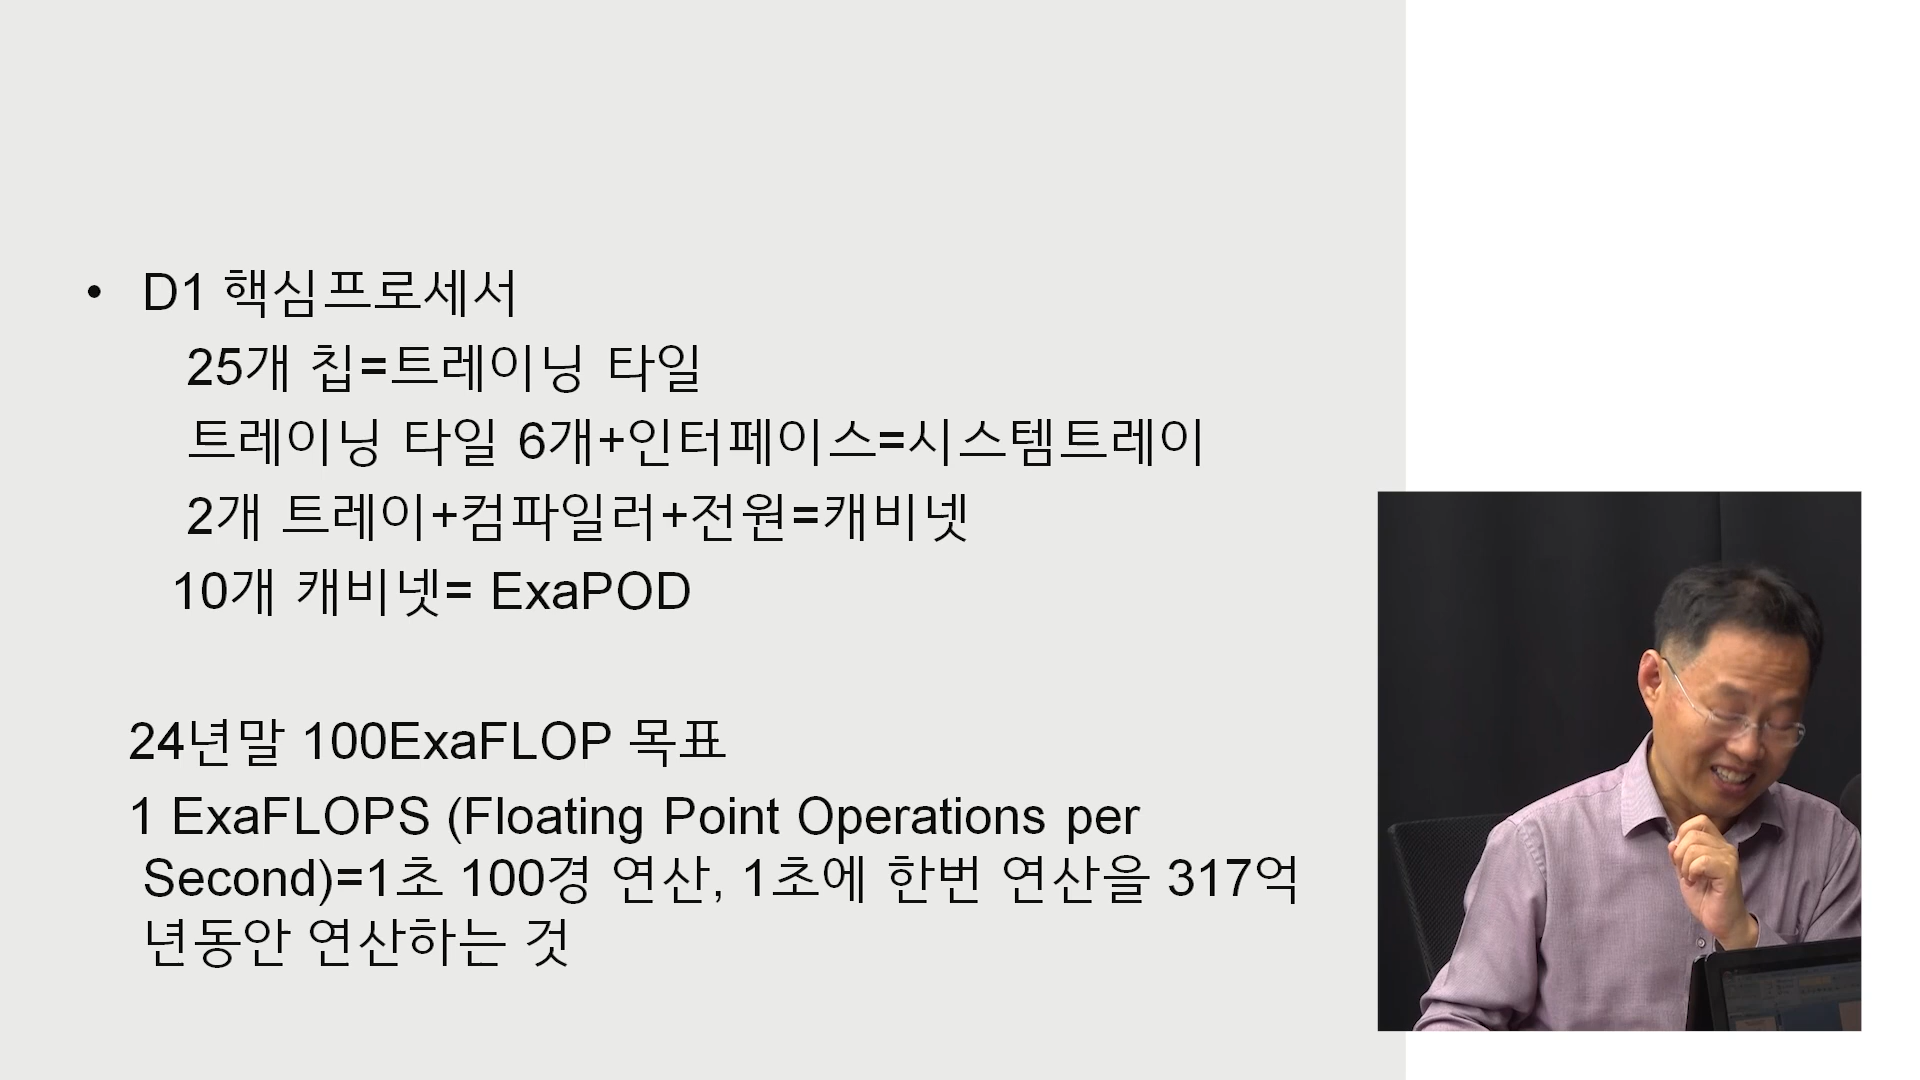 • D1 핵심프로세서
25개 칩=트레이닝 타일
트레이닝 타일 6개+인터페이스=시스템트레이
2개 트레이+컴파일러+전원=캐비넷
10개 캐비넷= ExaPOD
24년말 100ExaFLOP 목표
1 ExaFLOPS (Floating Point Operations per
Second)=1초 100경 연산, 1초에 한번 연산을 317억
년동안 연산하는 것